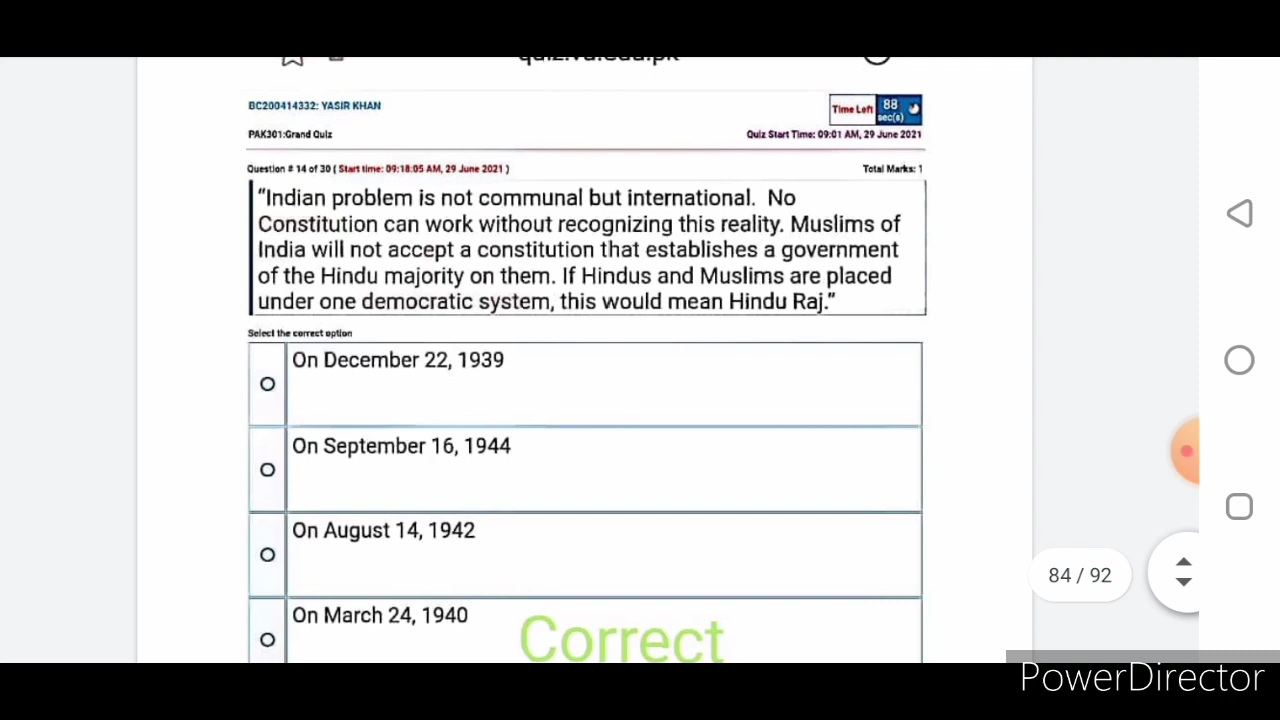 quiz.vu.edu.pk
BC200414332: YASIR KHAN
Time Left 88 sec(s)
PAK301:Grand Quiz
Quiz Start Time: 09:01 AM, 29 June 2021
Question # 14 of 30 ( Start time: 09:18:05 AM, 29 June 2021 )
Total Marks: 1
“Indian problem is not communal but international. No
Constitution can work without recognizing this reality. Muslims of
India will not accept a constitution that establishes a government
of the Hindu majority on them. If Hindus and Muslims are placed
under one democratic system, this would mean Hindu Raj.”
Select the correct option
On December 22, 1939
On September 16, 1944
On August 14, 1942
On March 24, 1940
Correct
84 / 92
PowerDirector